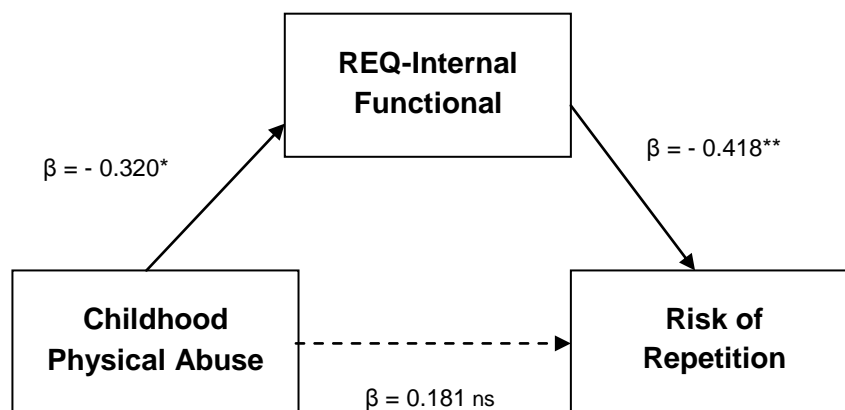 REQ-Internal
Functional
β = - 0.320*
β = - 0.418**
Childhood
Physical Abuse
Risk of
Repetition
β = 0.181 ns